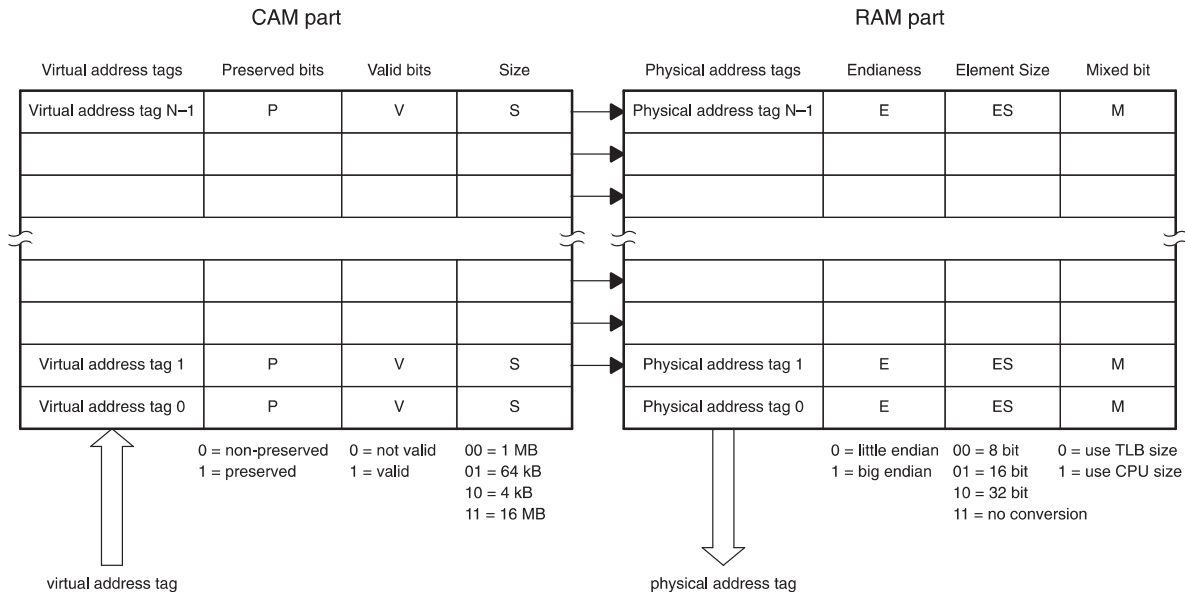 CAM part
RAM part
Virtual address tags Preserved bits Valid bits Size
Physical address tags Endianess Element Size Mixed bit
Virtual address tag N–1 P V S
Physical address tag N–1 E ES M
Virtual address tag 1 P V S
Physical address tag 1 E ES M
Virtual address tag 0 P V S
Physical address tag 0 E ES M
0 = non-preserved
1 = preserved
0 = not valid
1 = valid
00 = 1 MB
01 = 64 kB
10 = 4 kB
11 = 16 MB
0 = little endian
1 = big endian
00 = 8 bit
01 = 16 bit
10 = 32 bit
11 = no conversion
0 = use TLB size
1 = use CPU size
virtual address tag
physical address tag